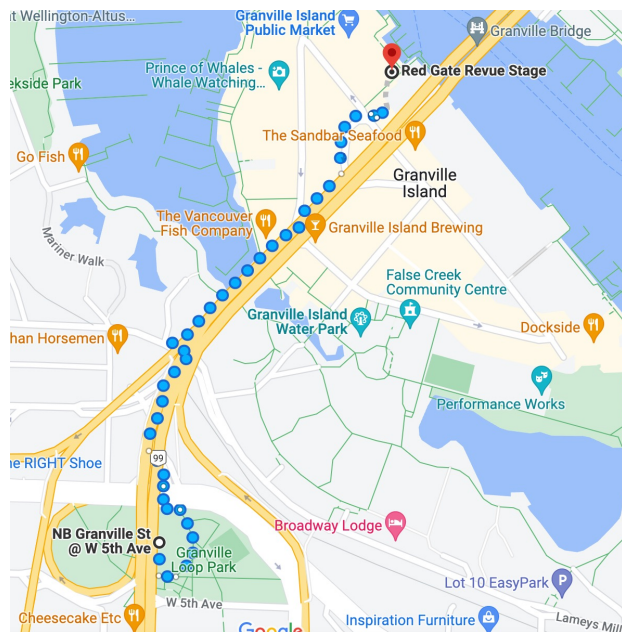 t Wellington-Altus...
Granville Island
Public Market
Granville Bridge
Prince of Whales -
Whale Watching...
Red Gate Revue Stage
ekside Park
The Sandbar Seafood
Go Fish
Granville
Island
The Vancouver
Fish Company
Granville Island Brewing
Mariner Walk
False Creek
Community Centre
Granville Island
Water Park
Dockside
han Horsemen
Performance Works
99
he RIGHT Shoe
Broadway Lodge
NB Granville St
@ W 5th Ave
Granville
Loop Park
Lot 10 EasyPark
W 5th Ave
Cheesecake Etc
Google
Inspiration Furniture
Lameys Mill